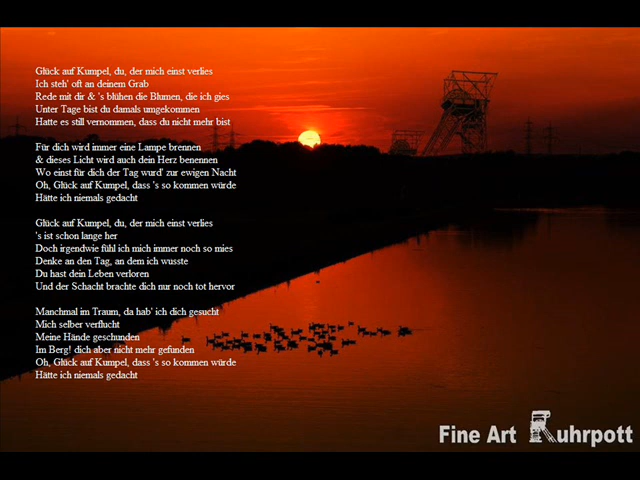 Glück auf Kumpel, du, der mich einst verlies
Ich steh' oft an deinem Grab
Rede mit dir & 's blühen die Blumen, die ich gies
Unter Tage bist du damals umgekommen
Hatte es still vernommen, dass du nicht mehr bist
Für dich wird immer eine Lampe brennen
& dieses Licht wird auch dein Herz benennen
Wo einst für dich der Tag wurd' zur ewigen Nacht
Oh, Glück auf Kumpel, dass 's so kommen würde
Hätte ich niemals gedacht
Glück auf Kumpel, du, der mich einst verlies
's ist schon lange her
Doch irgendwie fühl ich mich immer noch so mies
Denke an den Tag, an dem ich wusste
Du hast dein Leben verloren
Und der Schacht brachte dich nur noch tot hervor
Manchmal im Traum, da hab' ich dich gesucht
Mich selber verflucht
Meine Hände geschunden
Im Berg! dich aber nicht mehr gefunden
Oh, Glück auf Kumpel, dass 's so kommen würde
Hätte ich niemals gedacht
Fine Art Ruhrpott